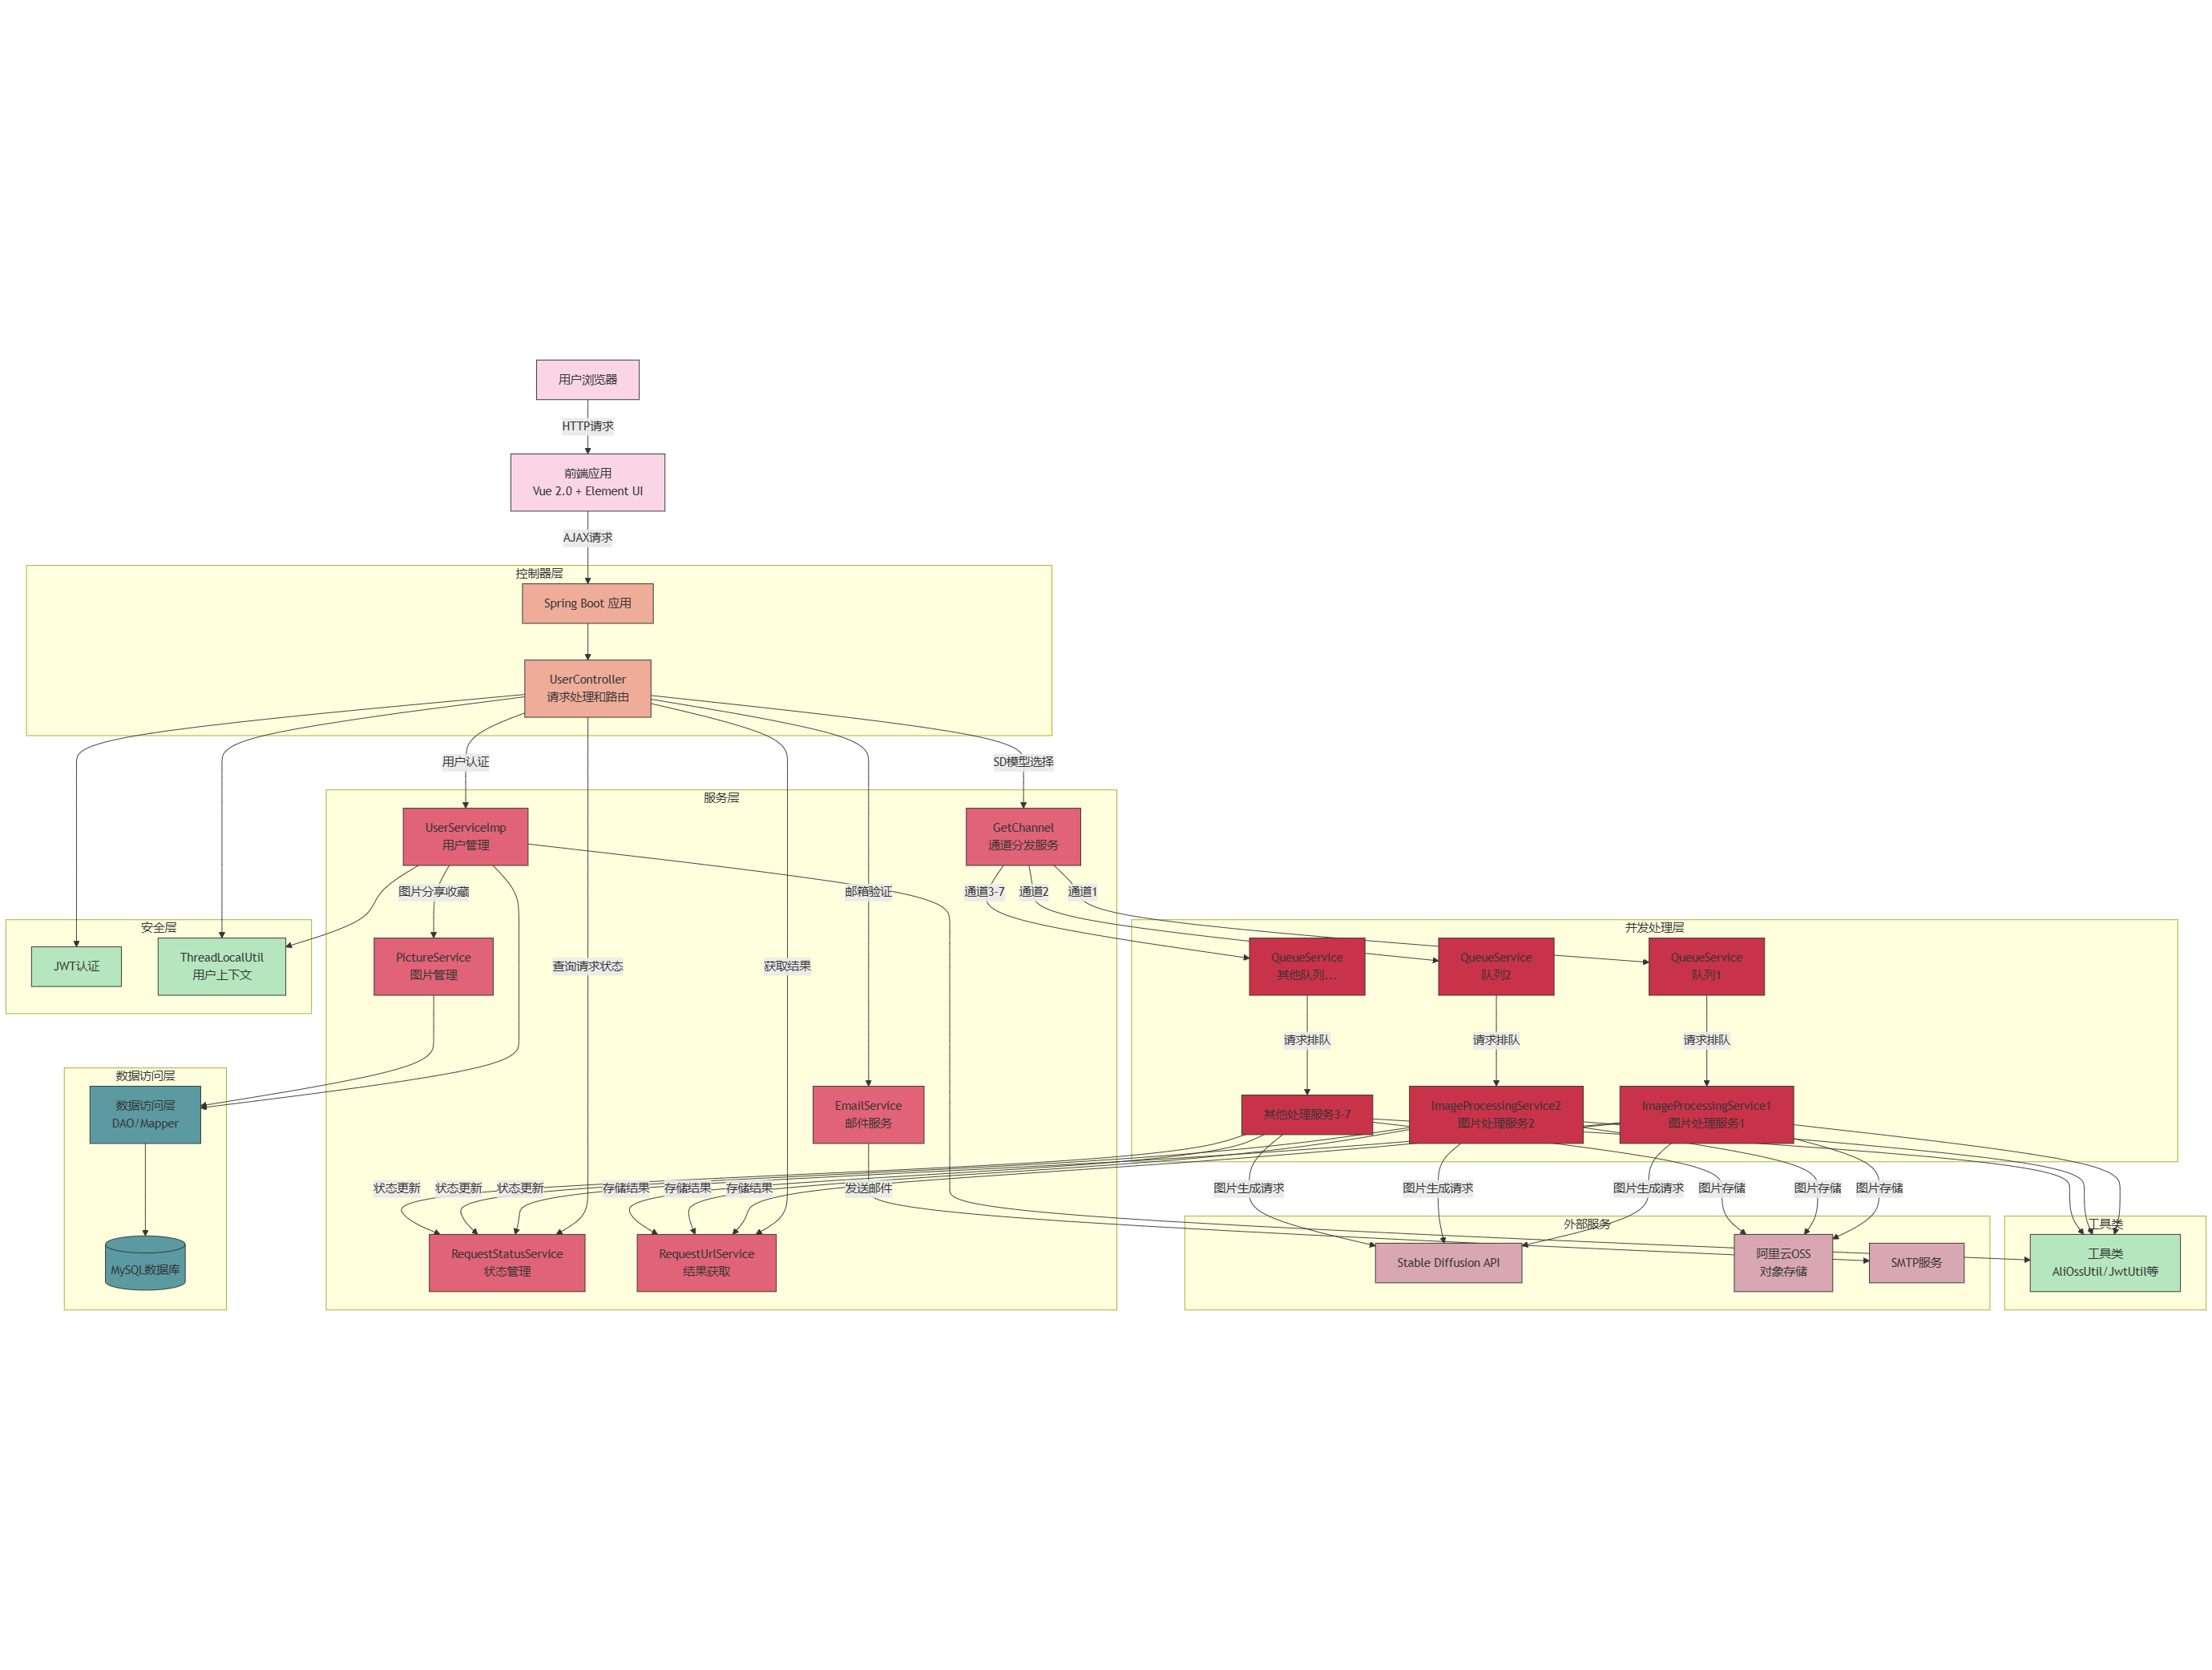 用户浏览器
HTTP请求
前端应用
Vue 2.0 + Element UI
AJAX请求
控制器层
Spring Boot 应用
UserController
请求处理和路由
用户认证
SD模型选择
服务层
UserServiceImp
用户管理
GetChannel
通道分发服务
图片分享收藏
邮箱验证
通道3-7
通道2
通道1
安全层
JWT认证
ThreadLocalUtil
用户上下文
PictureService
图片管理
查询请求状态
获取结果
并发处理层
QueueService
其他队列...
QueueService
队列2
QueueService
队列1
请求排队
请求排队
请求排队
数据访问层
数据访问层
DAO/Mapper
EmailService
邮件服务
其他处理服务3-7
ImageProcessingService2
图片处理服务2
ImageProcessingService1
图片处理服务1
状态更新
状态更新
状态更新
存储结果
存储结果
存储结果
发送邮件
图片生成请求
图片生成请求
图片生成请求
图片存储
图片存储
图片存储
MySQL数据库
RequestStatusService
状态管理
RequestUrlService
结果获取
外部服务
Stable Diffusion API
阿里云OSS
对象存储
SMTP服务
工具类
工具类
AliOssUtil/JwtUtil等